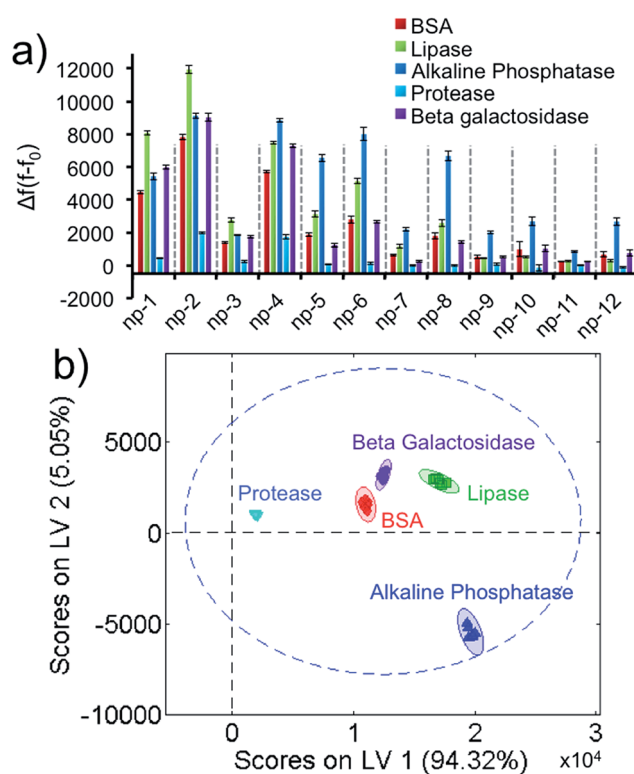 a)
BSA
Lipase
Alkaline Phosphatase
Protease
Beta galactosidase
Δf(f-f₀)
12000
10000
8000
6000
4000
2000
0
-2000
np-1 np-2 np-3 np-4 np-5 np-6 np-7 np-8 np-9 np-10 np-11 np-12
b)
Scores on LV 2 (5.05%)
5000
0
-5000
-10000
Beta Galactosidase
Protease
Lipase
BSA
Alkaline Phosphatase
0 1 2 3
Scores on LV 1 (94.32%) x10⁴